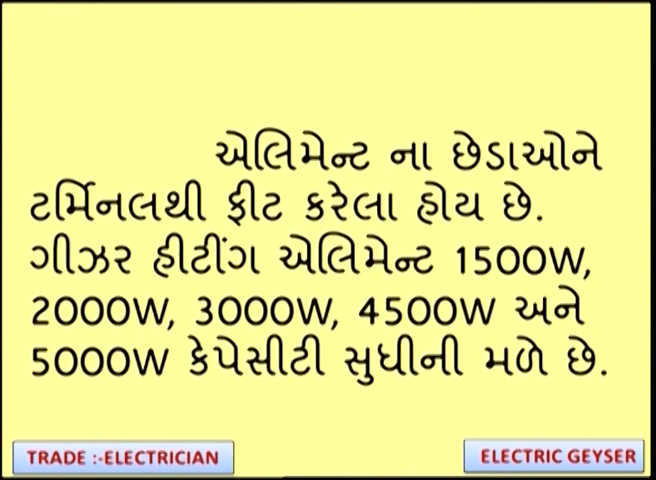 એલિમેન્ટ ના છેડાઓને
ટર્મિનલથી ફીટ કરેલા હોય છે.
ગીઝર હીટીંગ એલિમેન્ટ 1500W,
2000W, 3000W, 4500W અને
5000W કેપેસીટી સુધીની મળે છે.
TRADE :-ELECTRICIAN
ELECTRIC GEYSER